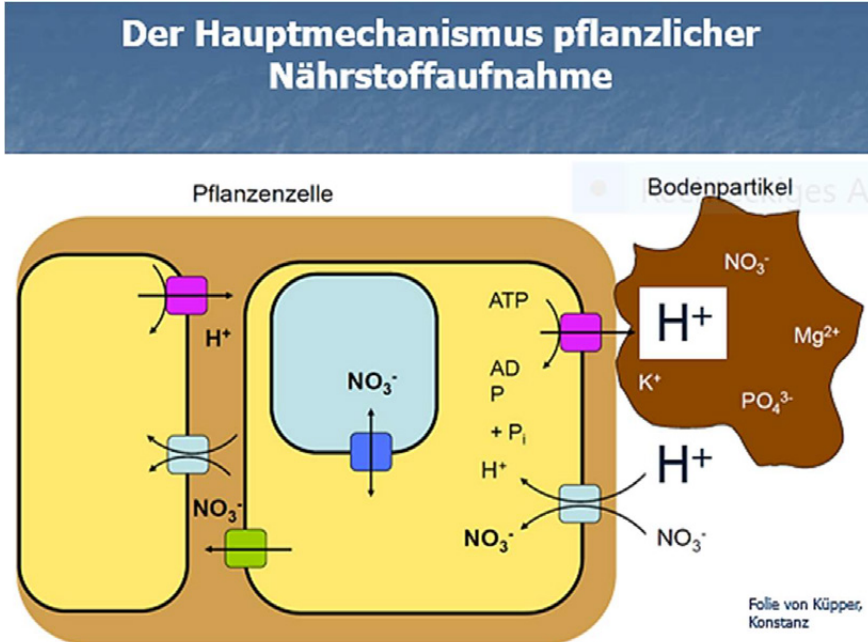 Der Hauptmechanismus pflanzlicher
Nährstoffaufnahme
Pflanzenzelle
Bodenpartikel
H⁺
NO₃⁻
NO₃⁻
ATP
AD
P
+ Pᵢ
H⁺
NO₃⁻
NO₃⁻
H⁺
Mg²⁺
K⁺
PO₄³⁻
H⁺
NO₃⁻
Folie von Küpper,
Konstanz